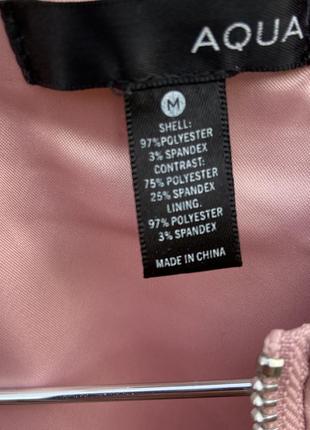 AQUA
M
SHELL:
97%POLYESTER
3% SPANDEX
CONTRAST:
75% POLYESTER
25% SPANDEX
LINING.
97% POLYESTER
3% SPANDEX
MADE IN CHINA